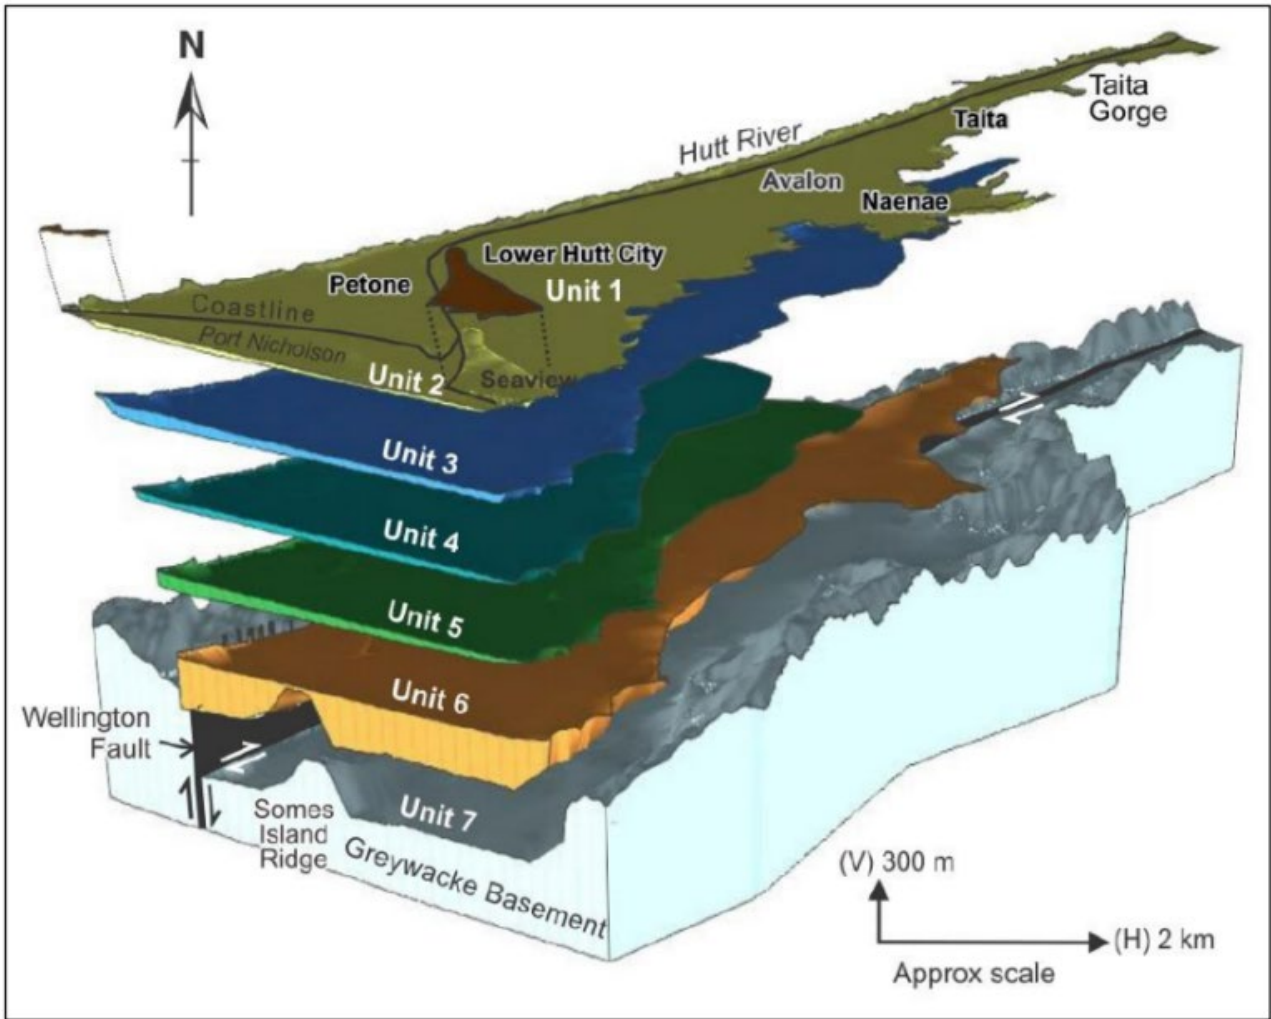 N
Taita
Gorge
Taita
Hutt River
Avalon
Naenae
Lower Hutt City
Petone
Unit 1
Coastline
Port Nicholson
Unit 2
Seaview
Unit 3
Unit 4
Unit 5
Unit 6
Wellington
Fault
Unit 7
Somes
Island
Ridge
Greywacke Basement
(V) 300 m
(H) 2 km
Approx scale